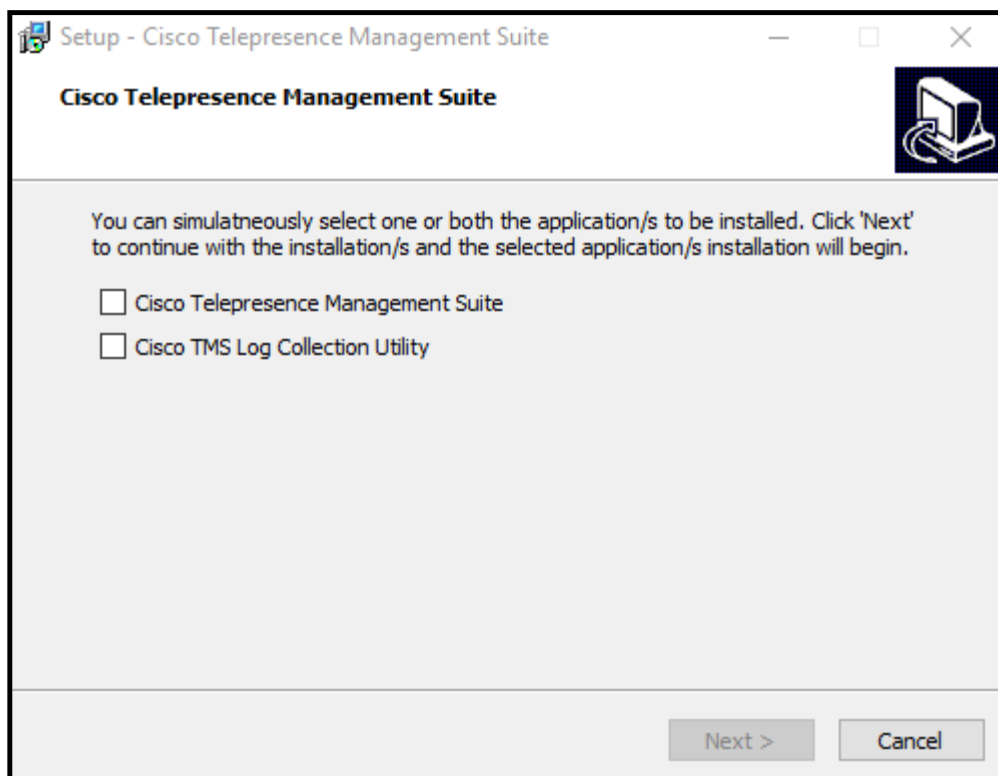 Setup - Cisco Telepresence Management Suite
Cisco Telepresence Management Suite
You can simulatneously select one or both the application/s to be installed. Click 'Next'
to continue with the installation/s and the selected application/s installation will begin.
Cisco Telepresence Management Suite
Cisco TMS Log Collection Utility
Next >
Cancel